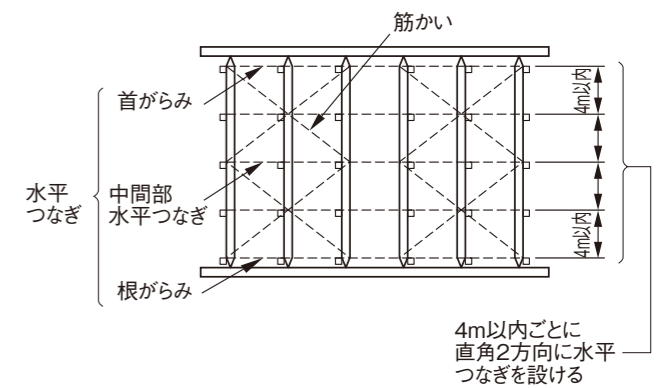 筋かい
首がらみ
水平
つなぎ
中間部
水平つなぎ
根がらみ
4m以内
4m以内
4m以内ごとに
直角2方向に水平
つなぎを設ける